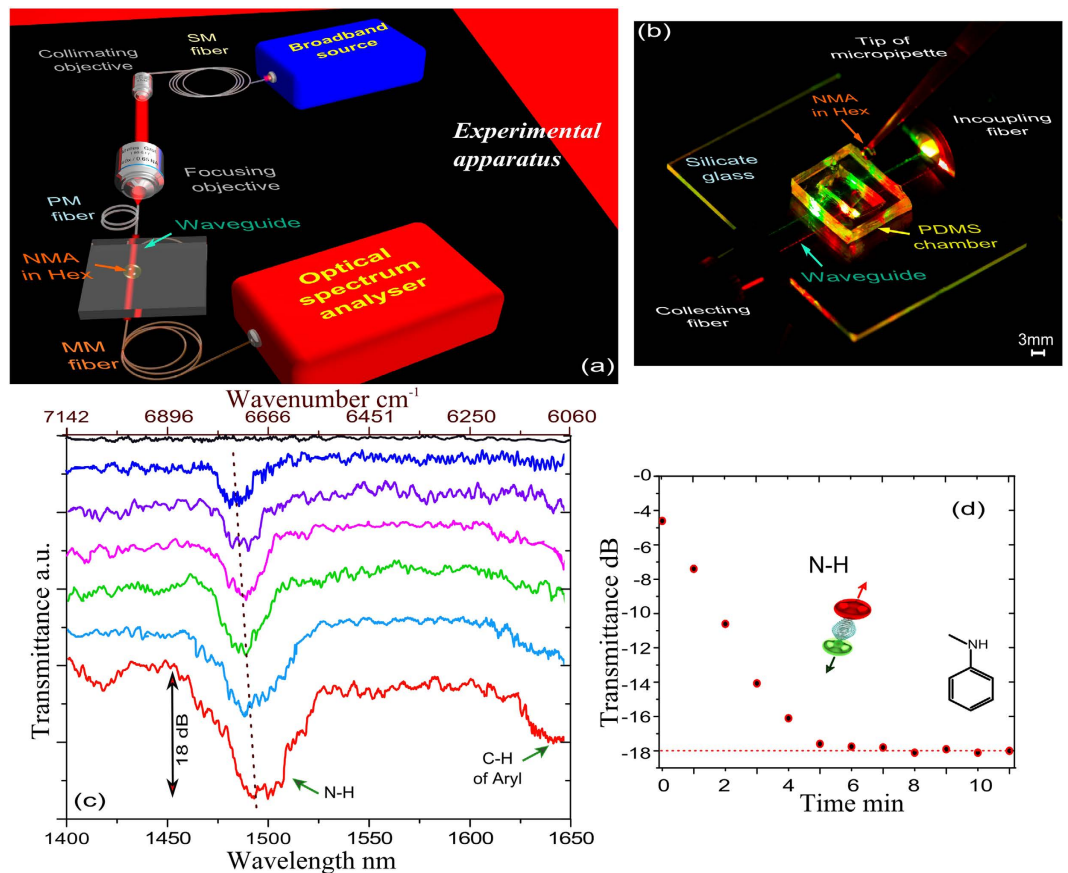 SM
fiber
Collimating
objective
Broadband
source
Experimental
apparatus
Focusing
objective
PM
fiber
Waveguide
NMA
in Hex
Optical
spectrum
analyser
MM
fiber
(a)
(b)
Tip of
micropipette
NMA
in Hex
Incoupling
fiber
Silicate
glass
PDMS
chamber
Waveguide
Collecting
fiber
3mm
Wavenumber cm⁻¹
7142 6896 6666 6451 6250 6060
Transmittance a.u.
18 dB
N-H
C-H
of Aryl
(c)
1400 1450 1500 1550 1600 1650
Wavelength nm
(d)
-0
-2
-4
-6
-8
-10
-12
-14
-16
-18
Transmittance dB
N-H
NH
0 2 4 6 8 10
Time min